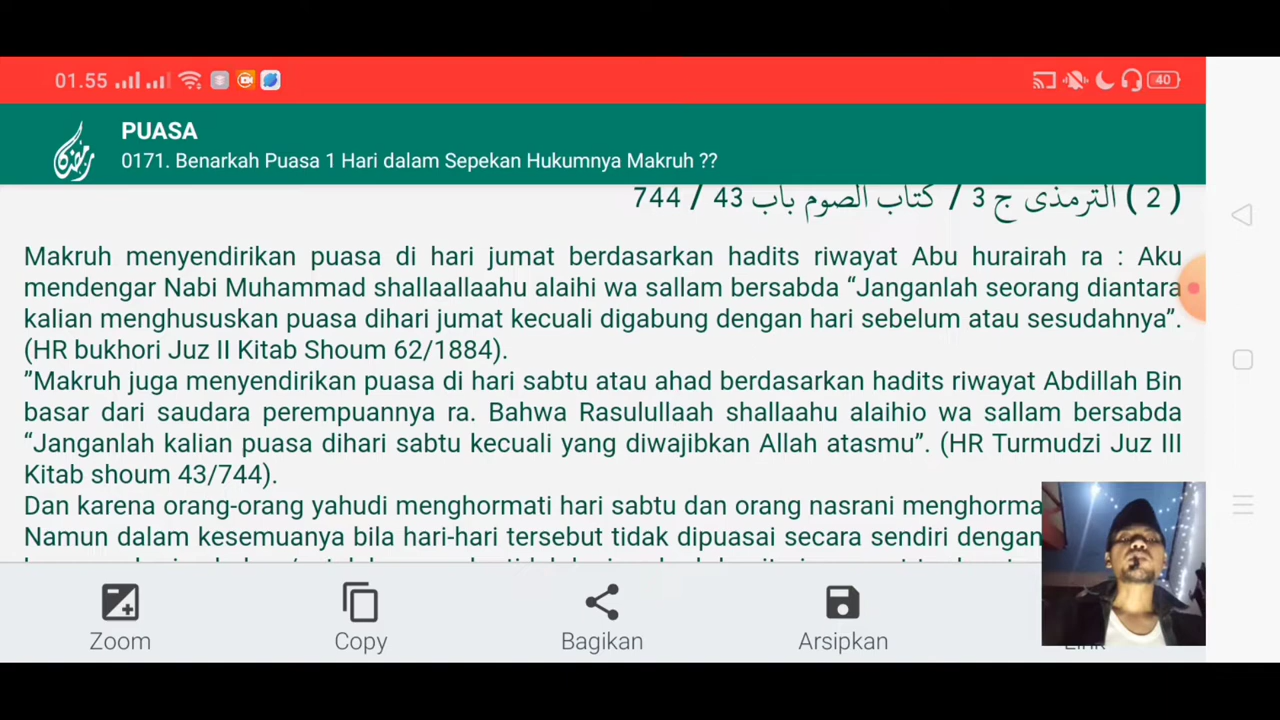 01.55
40
PUASA
0171. Benarkah Puasa 1 Hari dalam Sepekan Hukumnya Makruh ??
( 2 ) الترمذى ج 3 / كتاب الصوم باب 43 / 744
Makruh menyendirikan puasa di hari jumat berdasarkan hadits riwayat Abu hurairah ra : Aku
mendengar Nabi Muhammad shallaallaahu alaihi wa sallam bersabda “Janganlah seorang diantara
kalian menghususkan puasa dihari jumat kecuali digabung dengan hari sebelum atau sesudahnya”.
(HR bukhori Juz II Kitab Shoum 62/1884).
”Makruh juga menyendirikan puasa di hari sabtu atau ahad berdasarkan hadits riwayat Abdillah Bin
basar dari saudara perempuannya ra. Bahwa Rasulullaah shallaahu alaihio wa sallam bersabda
“Janganlah kalian puasa dihari sabtu kecuali yang diwajibkan Allah atasmu”. (HR Turmudzi Juz III
Kitab shoum 43/744).
Dan karena orang-orang yahudi menghormati hari sabtu dan orang nasrani menghorma
Namun dalam kesemuanya bila hari-hari tersebut tidak dipuasai secara sendiri dengan
Zoom
Copy
Bagikan
Arsipkan